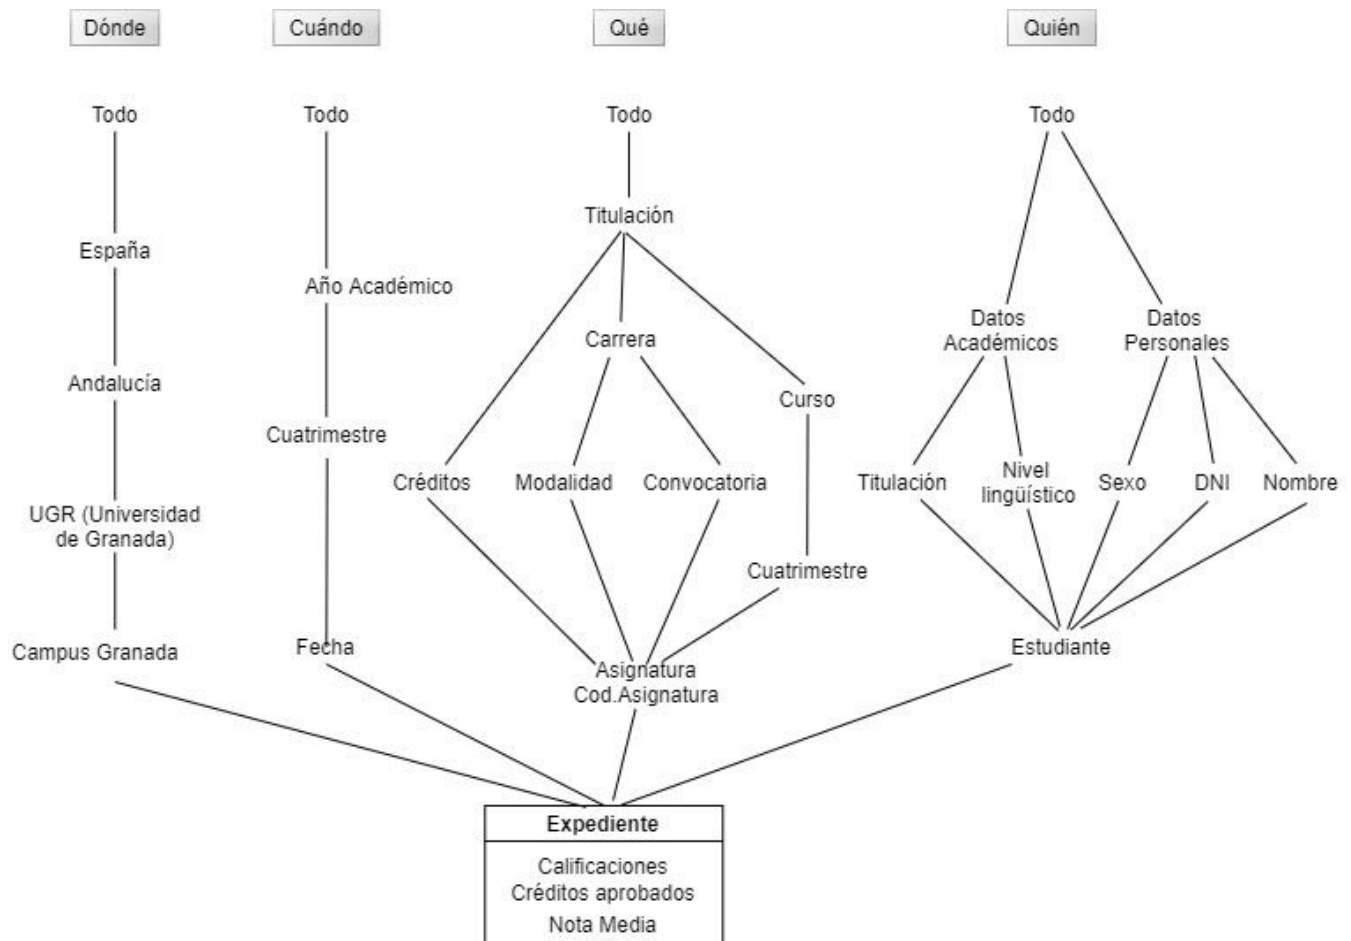 Dónde
Cuándo
Qué
Quién
Todo
Todo
Todo
Todo
Titulación
España
Año Académico
Datos
Académicos
Datos
Personales
Carrera
Andalucía
Curso
Cuatrimestre
Créditos
Modalidad
Convocatoria
Titulación
Nivel
lingüístico
Sexo
DNI
Nombre
UGR (Universidad
de Granada)
Cuatrimestre
Campus Granada
Fecha
Asignatura
Cod.Asignatura
Estudiante
Expediente
Calificaciones
Créditos aprobados
Nota Media